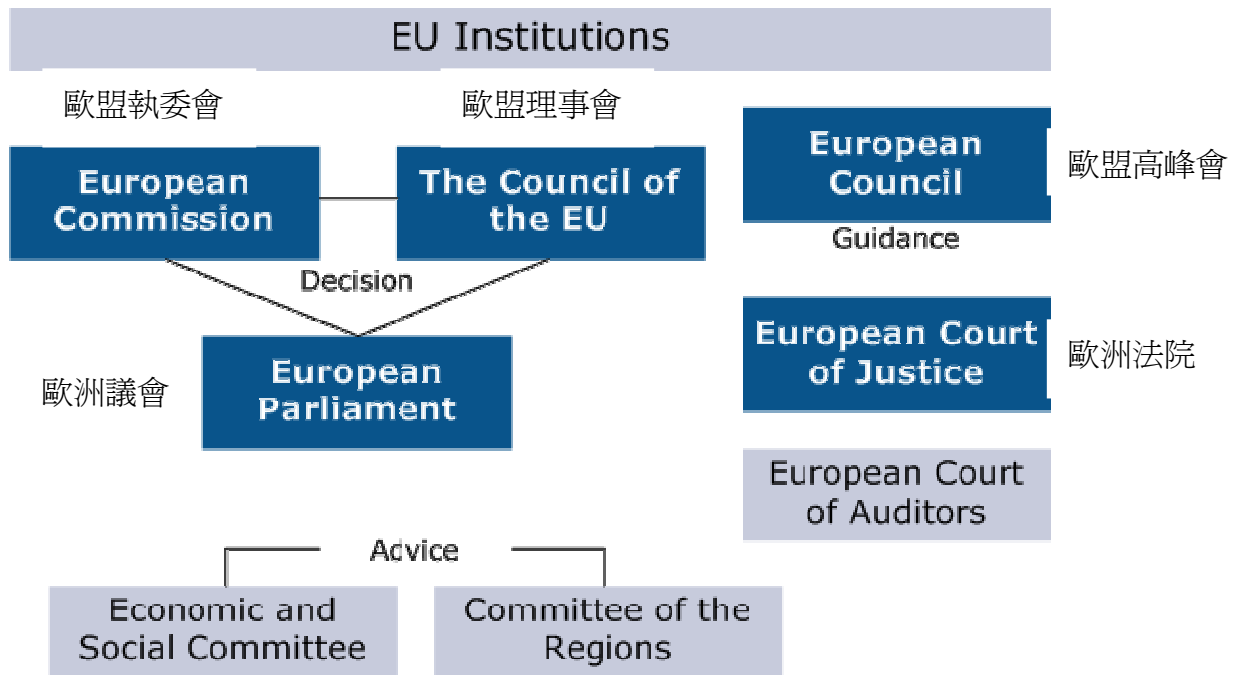 EU Institutions
歐盟執委會
歐盟理事會
European
Commission
The Council of
the EU
European
Council
歐盟高峰會
Guidance
Decision
European Court
of Justice
歐洲法院
歐洲議會
European
Parliament
European Court
of Auditors
Advice
Economic and
Social Committee
Committee of the
Regions